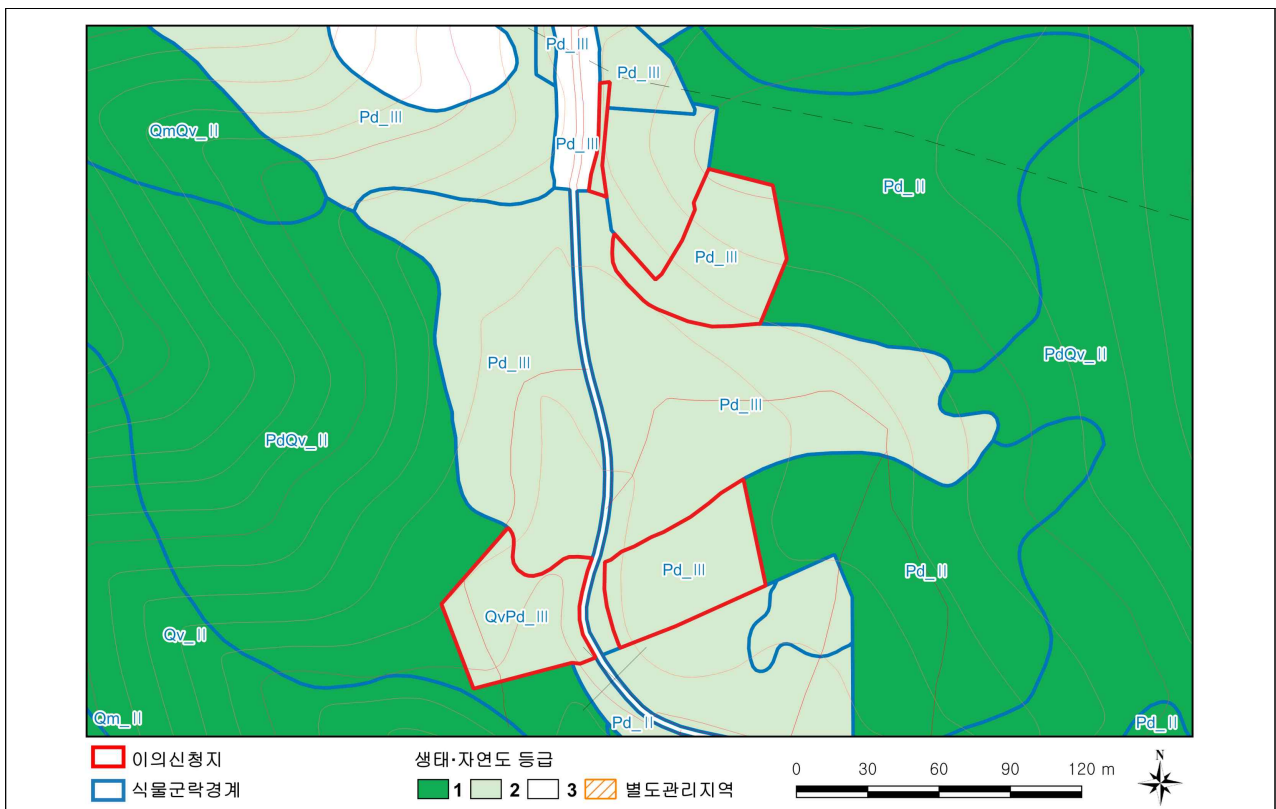 Pd_Ⅲ
Pd_Ⅲ
Pd_Ⅲ
QmQv_Ⅱ
Pd_Ⅲ
Pd_Ⅱ
Pd_Ⅲ
PdQv_Ⅱ
Pd_Ⅲ
Pd_Ⅲ
PdQv_Ⅱ
Pd_Ⅲ
Pd_Ⅱ
QvPd_Ⅲ
Qv_Ⅱ
Qm_Ⅱ
Pd_Ⅱ
Pd_Ⅱ
이의신청지
식물군락경계
생태·자연도 등급
1 2 3 별도관리지역
0 30 60 90 120 m
N